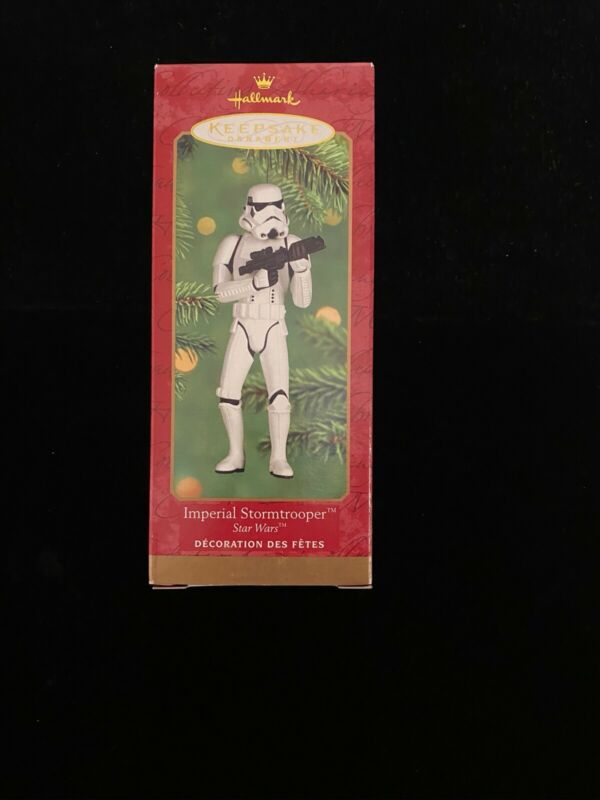 Hallmark
KEEPSAKE
ORNAMENT
Imperial Stormtrooper™
Star Wars™
DÉCORATION DES FÊTES